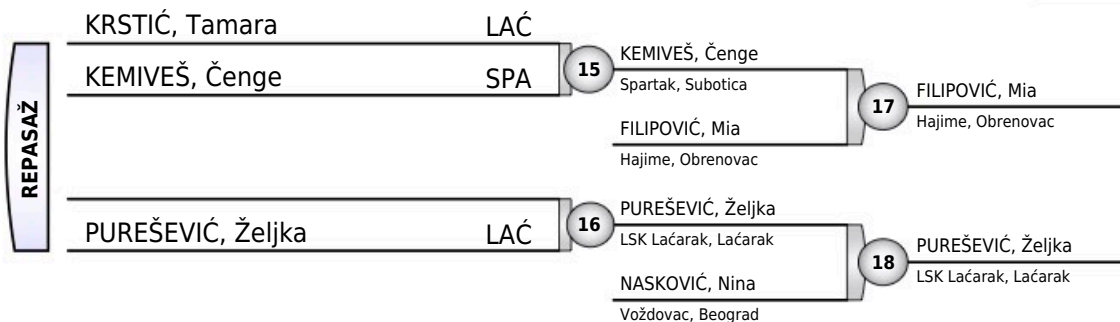 REPASAŽ
KRSTIĆ, Tamara LAĆ
KEMIVEŠ, Čenge SPA
15
KEMIVEŠ, Čenge
Spartak, Subotica
FILIPOVIĆ, Mia
Hajime, Obrenovac
17
FILIPOVIĆ, Mia
Hajime, Obrenovac
PUREŠEVIĆ, Željka LAĆ
16
PUREŠEVIĆ, Željka
LSK Laćarak, Laćarak
NASKOVIĆ, Nina
Voždovac, Beograd
18
PUREŠEVIĆ, Željka
LSK Laćarak, Laćarak